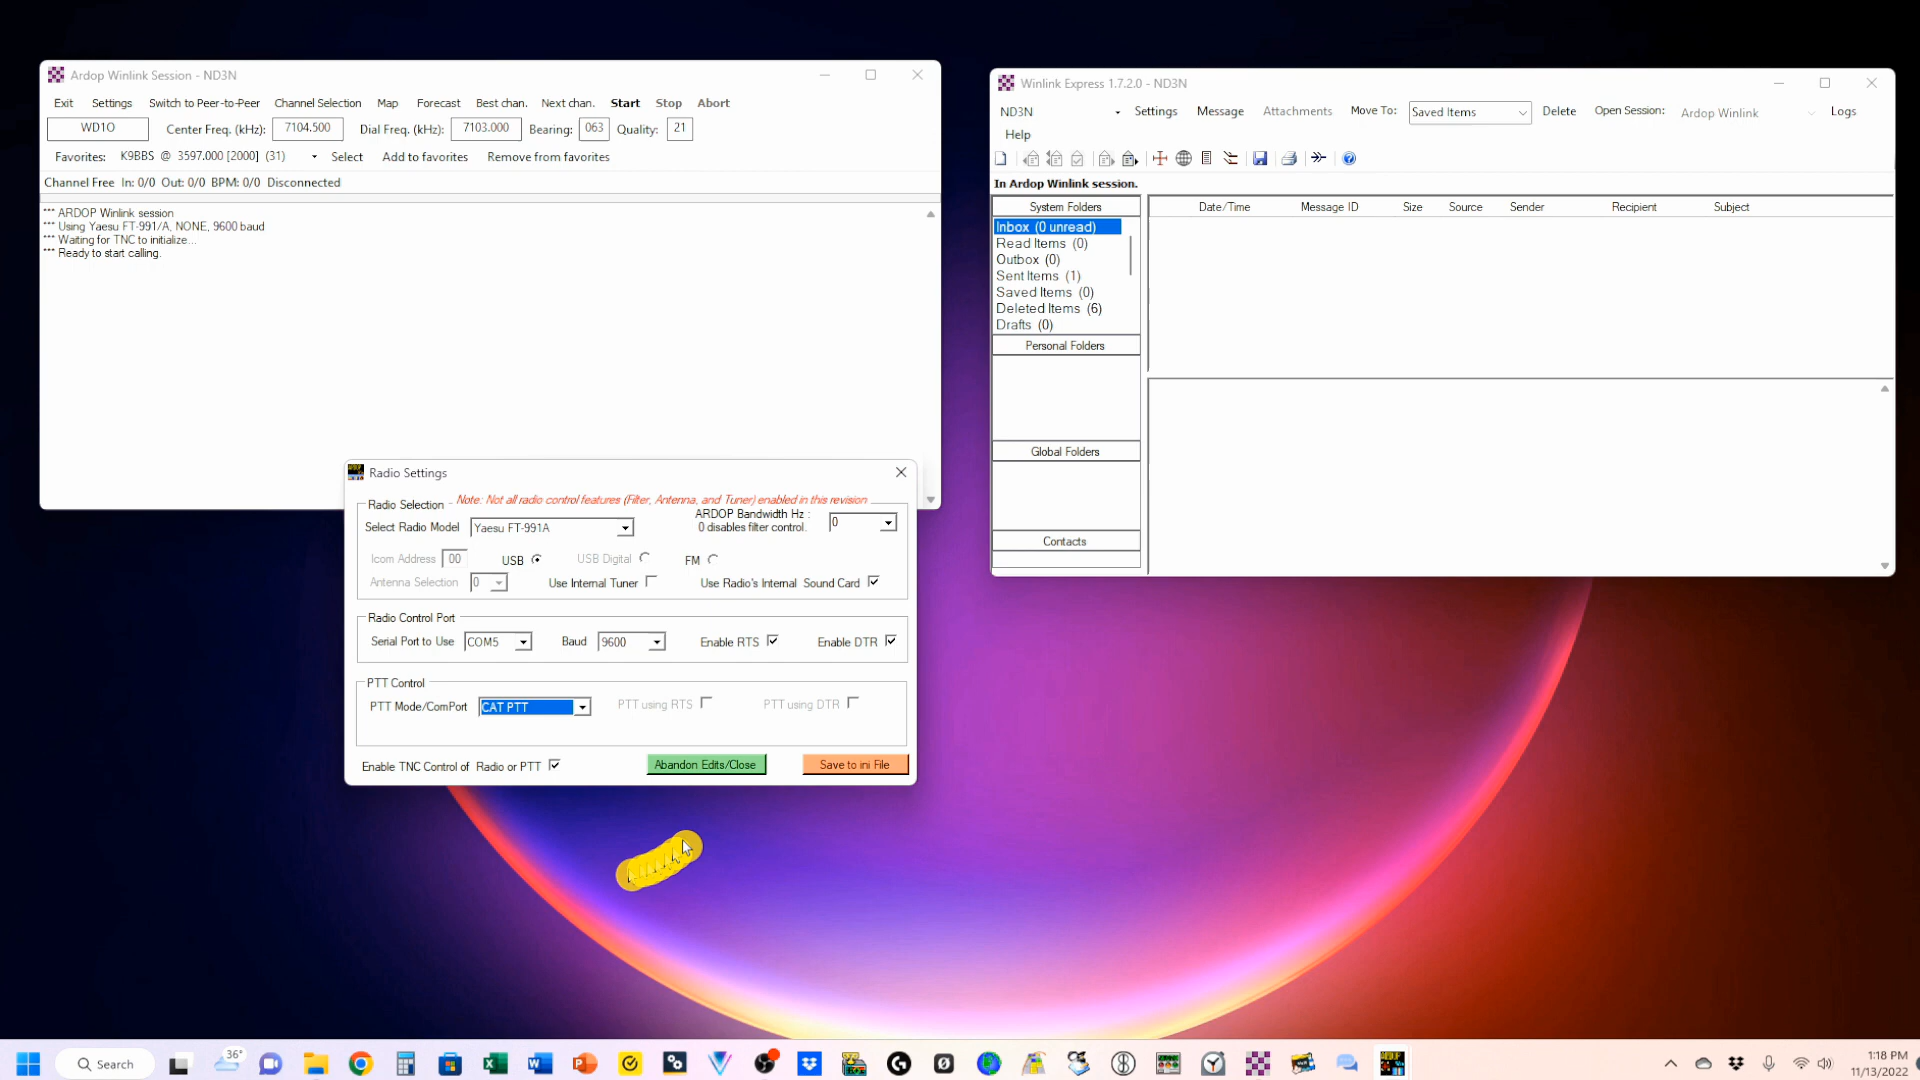 Ardop Winlink Session - ND3N
Exit Settings Switch to Peer-to-Peer Channel Selection Map Forecast Best chan. Next chan. Start Stop Abort
WD1O Center Freq. (kHz): 7104.500 Dial Freq. (kHz): 7103.000 Bearing: 063 Quality: 21
Favorites: K9BBS @ 3597.000 [2000] (31) Select Add to favorites Remove from favorites
Channel Free In: 0/0 Out: 0/0 BPM: 0/0 Disconnected
*** ARDOP Winlink session
*** Using Yaesu FT-991/A, NONE, 9600 baud
*** Waiting for TNC to initialize...
*** Ready to start calling.
Winlink Express 1.7.2.0 - ND3N
ND3N Settings Message Attachments Move To: Saved Items Delete Open Session: Ardop Winlink Logs
Help
In Ardop Winlink session.
System Folders
Inbox (0 unread)
Read Items (0)
Outbox (0)
Sent Items (1)
Saved Items (0)
Deleted Items (6)
Drafts (0)
Personal Folders
Global Folders
Contacts
Date/Time Message ID Size Source Sender Recipient Subject
Radio Settings
Radio Selection Note: Not all radio control features (Filter, Antenna, and Tuner) enabled in this revision
Select Radio Model Yaesu FT-991A ARDOP Bandwidth Hz :
0 disables filter control. 0
Icom Address 00 USB USB Digital FM
Antenna Selection 0 Use Internal Tuner Use Radio's Internal Sound Card
Radio Control Port
Serial Port to Use COM5 Baud 9600 Enable RTS Enable DTR
PTT Control
PTT Mode/ComPort CAT PTT PTT using RTS PTT using DTR
Enable TNC Control of Radio or PTT Abandon Edits/Close Save to ini File
Search
36°
1:18 PM
11/13/2022